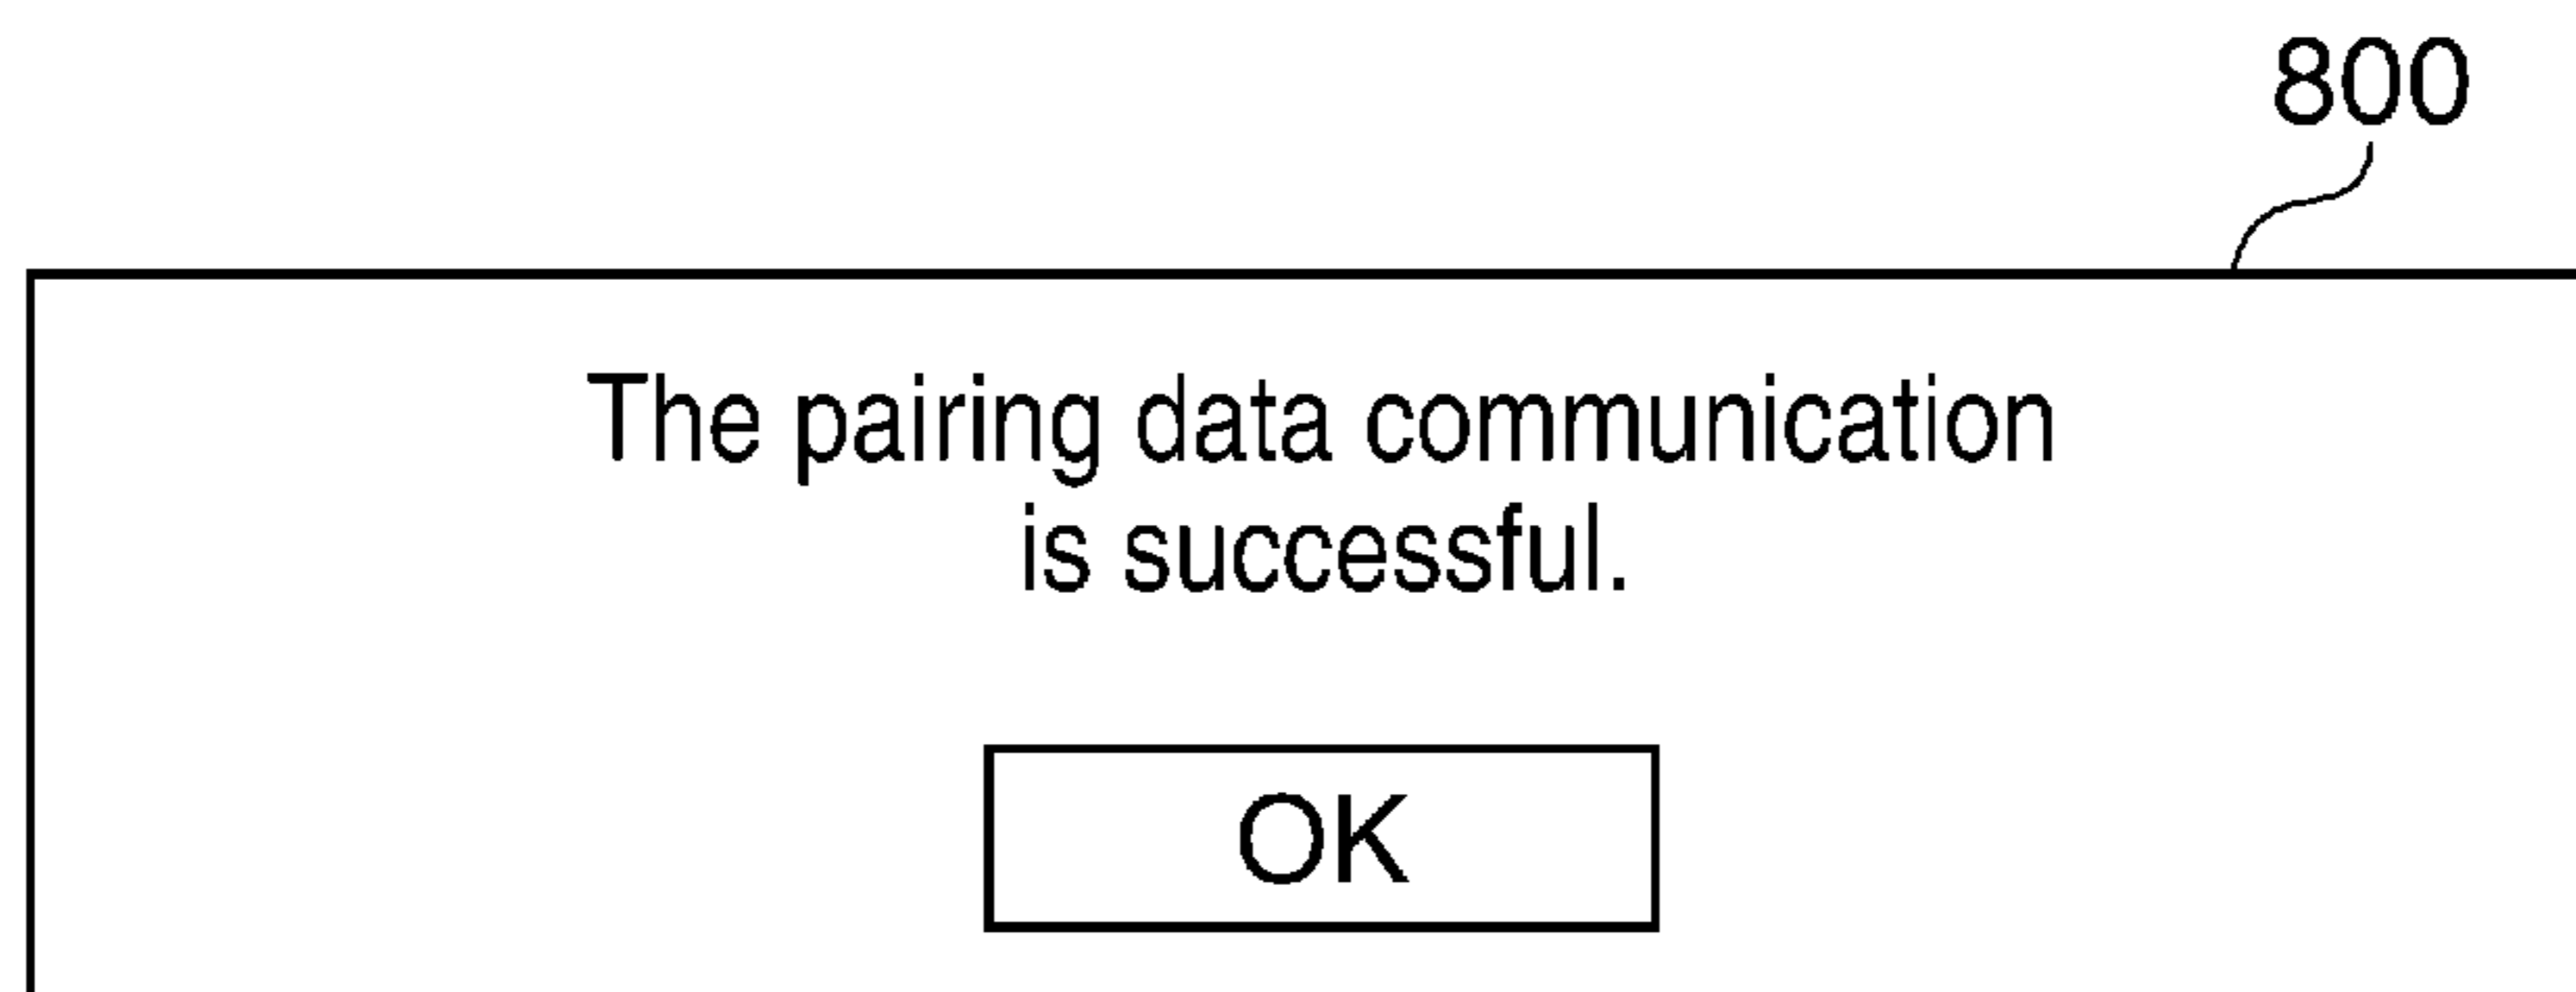 800
The pairing data communication
is successful.
OK